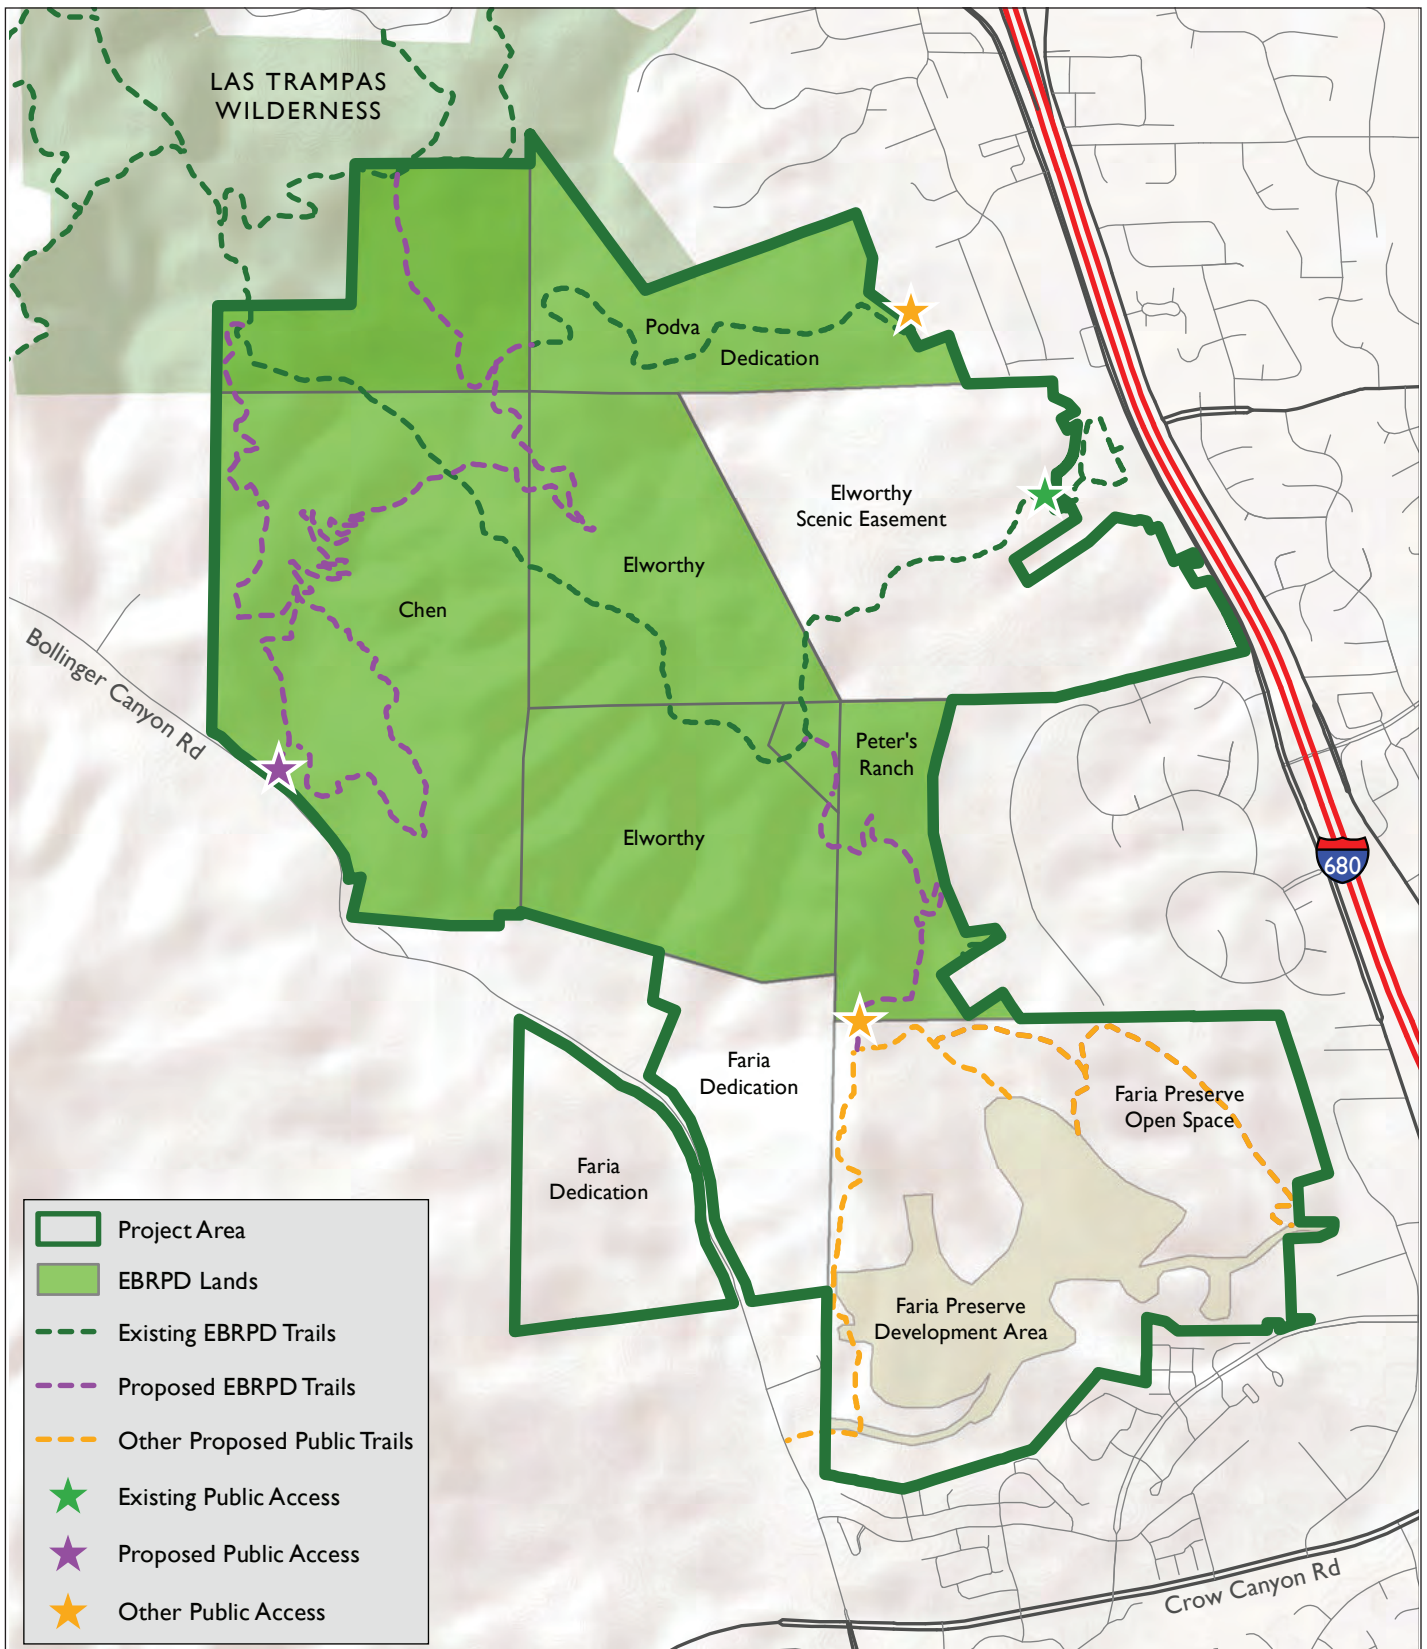 LAS TRAMPAS
WILDERNESS
Podva
Dedication
Elworthy
Scenic Easement
Elworthy
Chen
Bollinger Canyon Rd
Peter's
Ranch
Elworthy
680
Faria
Dedication
Faria Preserve
Open Space
Faria
Dedication
Faria Preserve
Development Area
Crow Canyon Rd
Project Area
EBRPD Lands
Existing EBRPD Trails
Proposed EBRPD Trails
Other Proposed Public Trails
Existing Public Access
Proposed Public Access
Other Public Access